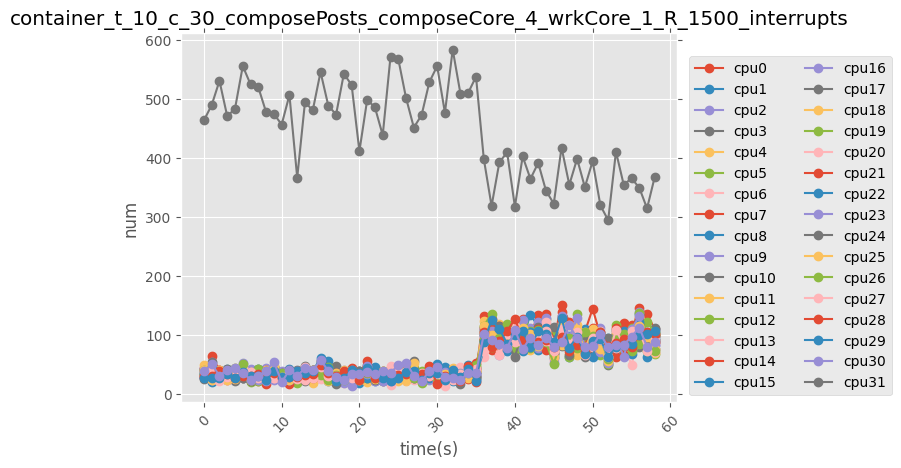 container_t_10_c_30_composePosts_composeCore_4_wrkCore_1_R_1500_interrupts
600
500
400
300
200
100
0
num
0
10
20
30
40
50
60
time(s)
cpu0
cpu1
cpu2
cpu3
cpu4
cpu5
cpu6
cpu7
cpu8
cpu9
cpu10
cpu11
cpu12
cpu13
cpu14
cpu15
cpu16
cpu17
cpu18
cpu19
cpu20
cpu21
cpu22
cpu23
cpu24
cpu25
cpu26
cpu27
cpu28
cpu29
cpu30
cpu31